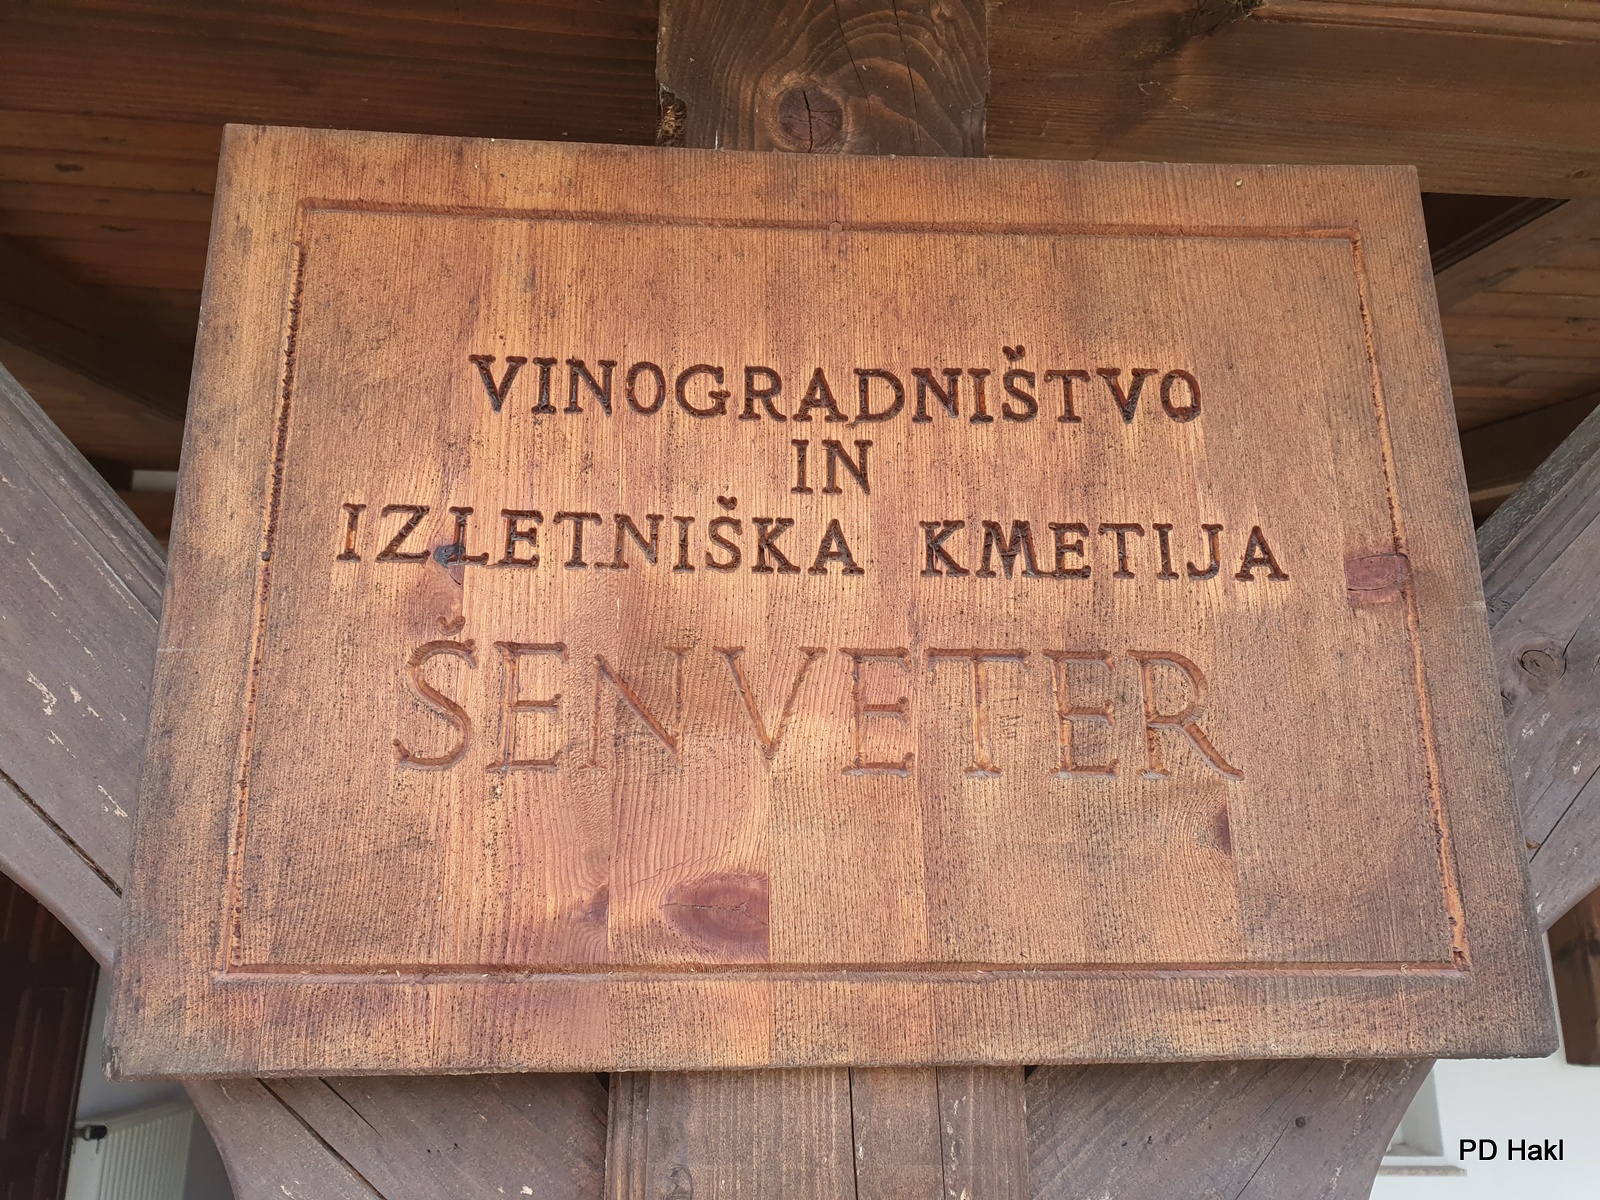 VINOGRADNIŠTVO
IN
IZLETNIŠKA KMETIJA
ŠENVETER
PD Hakl